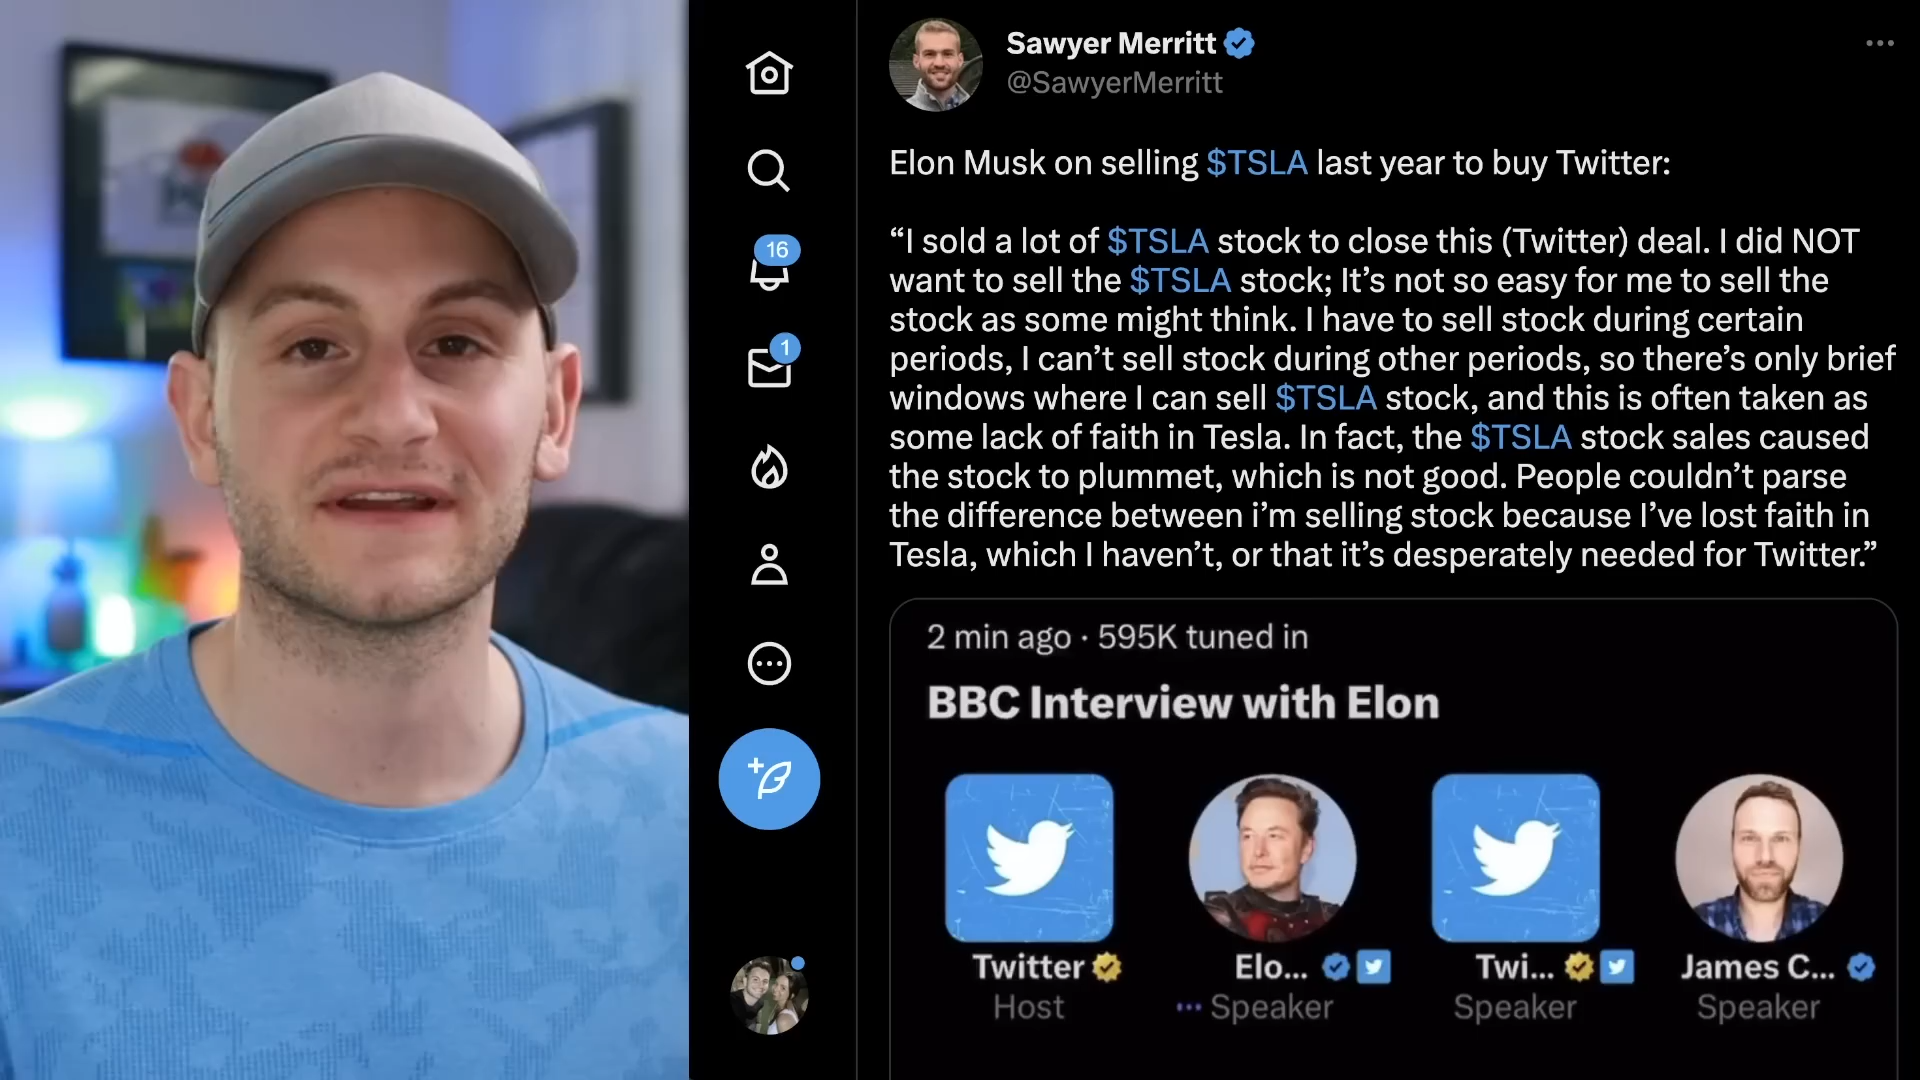 Sawyer Merritt
@SawyerMerritt
Elon Musk on selling $TSLA last year to buy Twitter:
“I sold a lot of $TSLA stock to close this (Twitter) deal. I did NOT
want to sell the $TSLA stock; It’s not so easy for me to sell the
stock as some might think. I have to sell stock during certain
periods, I can’t sell stock during other periods, so there’s only brief
windows where I can sell $TSLA stock, and this is often taken as
some lack of faith in Tesla. In fact, the $TSLA stock sales caused
the stock to plummet, which is not good. People couldn’t parse
the difference between i’m selling stock because I’ve lost faith in
Tesla, which I haven’t, or that it’s desperately needed for Twitter.”
16
1
2 min ago · 595K tuned in
BBC Interview with Elon
Twitter Elo... Twi... James C...
Host Speaker Speaker Speaker